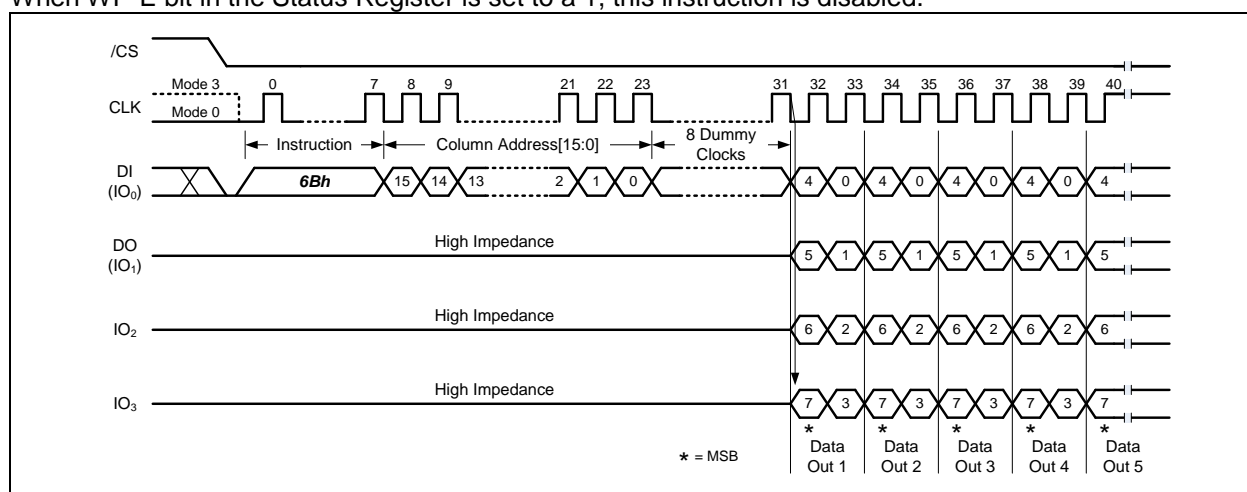 When WP-E bit in the Status Register is set to a 1, this instruction is disabled.
/CS
Mode 3 0 7 8 9 21 22 23 31 32 33 34 35 36 37 38 39 40
CLK
Mode 0
Instruction Column Address[15:0] 8 Dummy Clocks
DI (IO0) 6Bh 15 14 13 2 1 0 4 0 4 0 4 0 4 0 4
DO (IO1) High Impedance 5 1 5 1 5 1 5 1 5
IO2 High Impedance 6 2 6 2 6 2 6 2 6
IO3 High Impedance 7 3 7 3 7 3 7 3 7
* * * * *
* = MSB Data Out 1 Data Out 2 Data Out 3 Data Out 4 Data Out 5